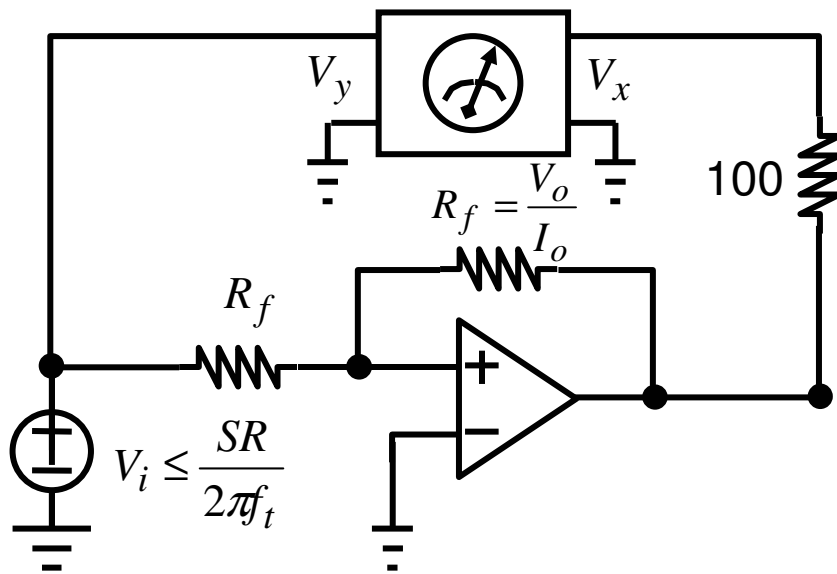 V_y
V_x
100
R_f = V_o / I_o
R_f
+
−
V_i ≤ SR / 2πf_t